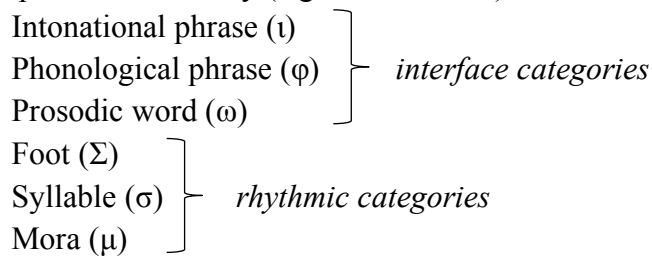 Intonational phrase (ι)
Phonological phrase (φ) interface categories
Prosodic word (ω)
Foot (Σ)
Syllable (σ) rhythmic categories
Mora (μ)